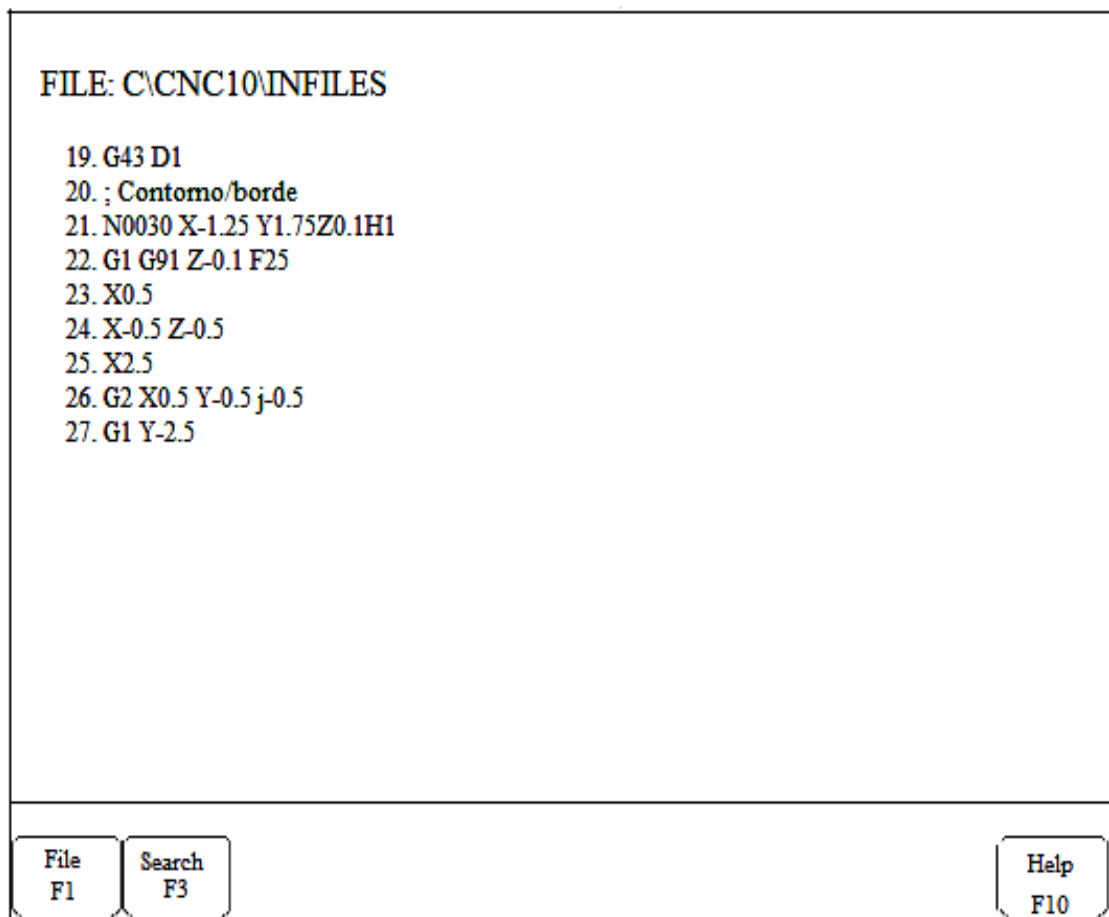 FILE: C\CNC10\INFILES
19. G43 D1
20. ; Contorno/borde
21. N0030 X-1.25 Y1.75Z0.1H1
22. G1 G91 Z-0.1 F25
23. X0.5
24. X-0.5 Z-0.5
25. X2.5
26. G2 X0.5 Y-0.5 j-0.5
27. G1 Y-2.5
File Search Help
F1 F3 F10